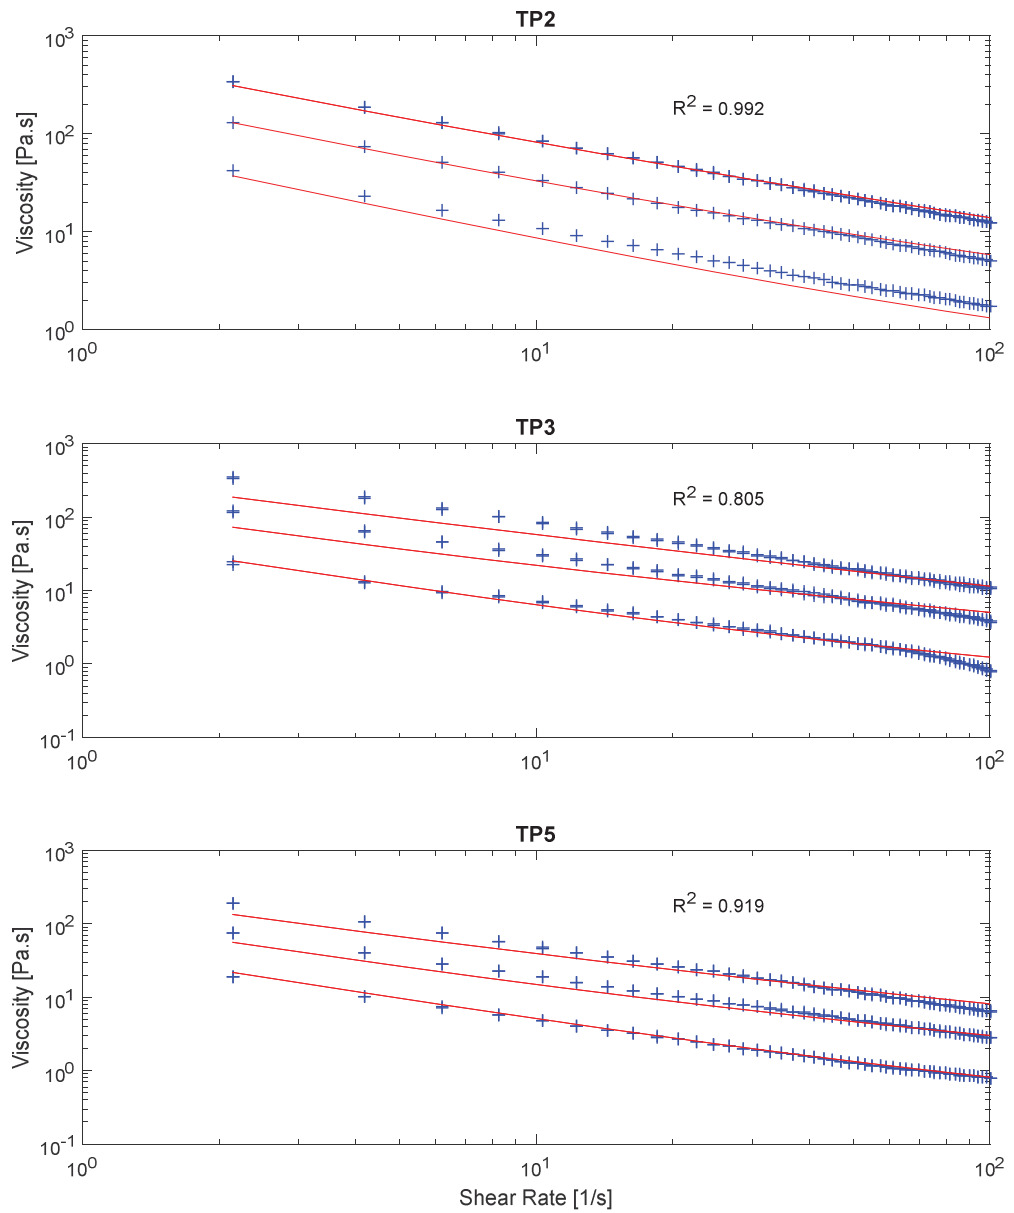 TP2
10³
10²
10¹
10⁰
Viscosity [Pa.s]
R² = 0.992
10⁰ 10¹ 10²
TP3
10³
10²
10¹
10⁰
10⁻¹
Viscosity [Pa.s]
R² = 0.805
10⁰ 10¹ 10²
TP5
10³
10²
10¹
10⁰
10⁻¹
Viscosity [Pa.s]
R² = 0.919
10⁰ 10¹ 10²
Shear Rate [1/s]